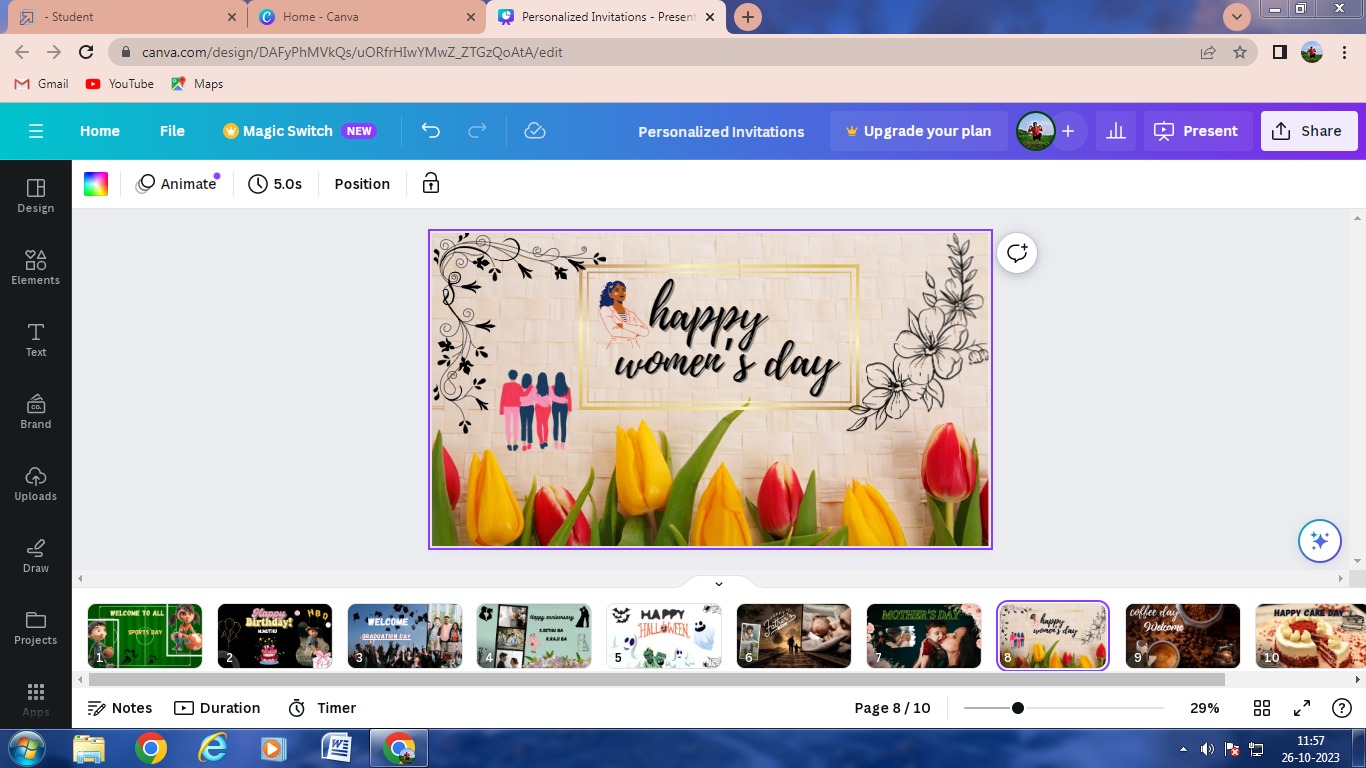 - Student
Home - Canva
Personalized Invitations - Present
canva.com/design/DAFyPhMVkQs/uORfrHIwYMwZ_ZTGzQoAtA/edit
Gmail
YouTube
Maps
Home
File
Magic Switch
NEW
Personalized Invitations
Upgrade your plan
Present
Share
Design
Elements
Text
Brand
Uploads
Draw
Projects
Apps
Animate
5.0s
Position
happy
women's day
WELCOME TO ALL
SPORTS DAY
1
Happy
Birthday!
HBD
2
WELCOME
GRADUATION DAY
3
Happy anniversary
4
HAPPY
HALLOWEEN
5
Father's
6
MOTHER'S DAY
7
happy
women's day
8
coffee day
Welcome
9
HAPPY CAKE DAY
10
Notes
Duration
Timer
Page 8 / 10
29%
11:57
26-10-2023